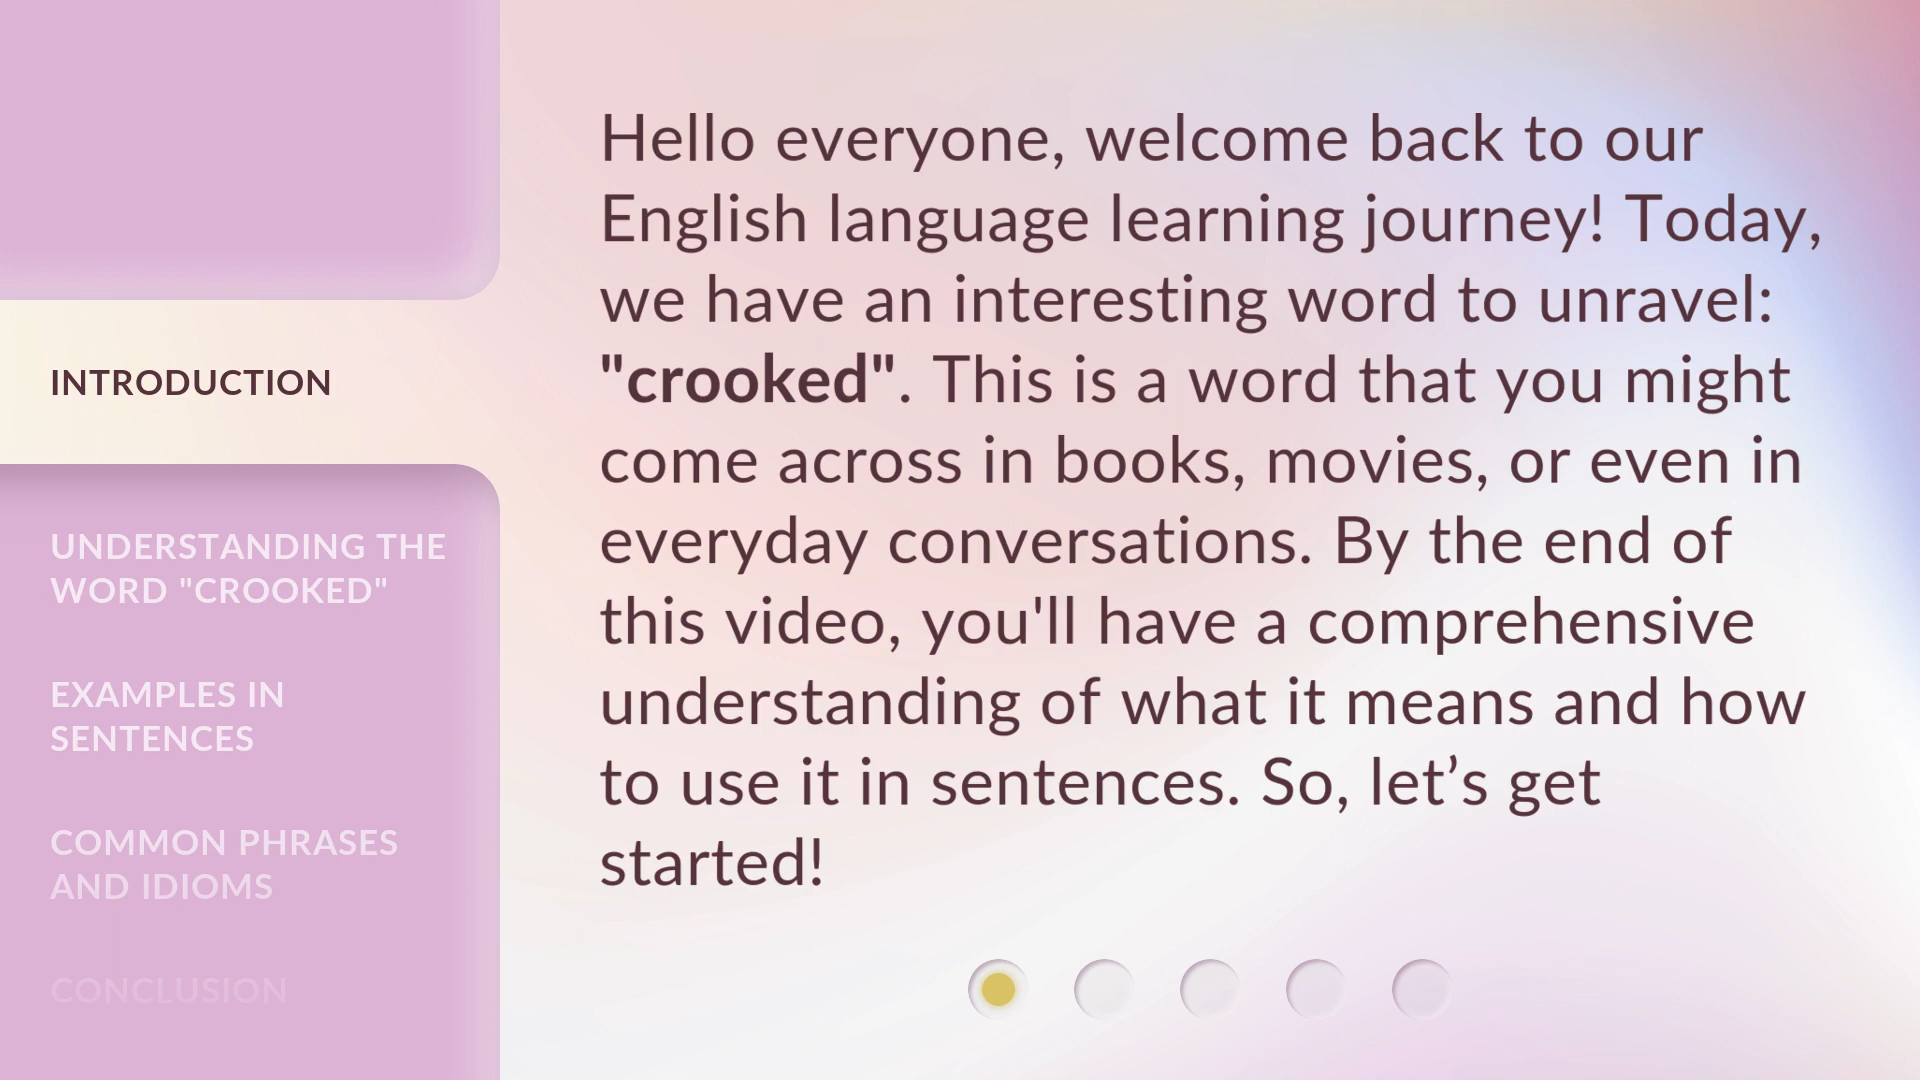 INTRODUCTION
UNDERSTANDING THE
WORD "CROOKED"
EXAMPLES IN
SENTENCES
COMMON PHRASES
AND IDIOMS
CONCLUSION
Hello everyone, welcome back to our
English language learning journey! Today,
we have an interesting word to unravel:
"crooked". This is a word that you might
come across in books, movies, or even in
everyday conversations. By the end of
this video, you'll have a comprehensive
understanding of what it means and how
to use it in sentences. So, let’s get
started!